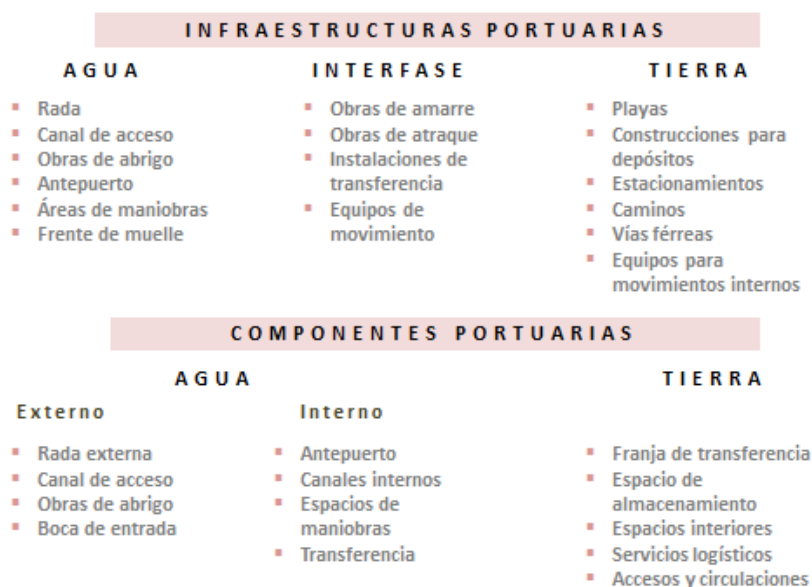 INFRAESTRUCTURAS PORTUARIAS
AGUA
▪ Rada
▪ Canal de acceso
▪ Obras de abrigo
▪ Antepuerto
▪ Áreas de maniobras
▪ Frente de muelle
INTERFASE
▪ Obras de amarre
▪ Obras de atraque
▪ Instalaciones de
transferencia
▪ Equipos de
movimiento
TIERRA
▪ Playas
▪ Construcciones para
depósitos
▪ Estacionamientos
▪ Caminos
▪ Vías férreas
▪ Equipos para
movimientos internos
COMPONENTES PORTUARIAS
AGUA
Externo
▪ Rada externa
▪ Canal de acceso
▪ Obras de abrigo
▪ Boca de entrada
Interno
▪ Antepuerto
▪ Canales internos
▪ Espacios de
maniobras
▪ Transferencia
TIERRA
▪ Franja de transferencia
▪ Espacio de
almacenamiento
▪ Espacios interiores
▪ Servicios logísticos
▪ Accesos y circulaciones